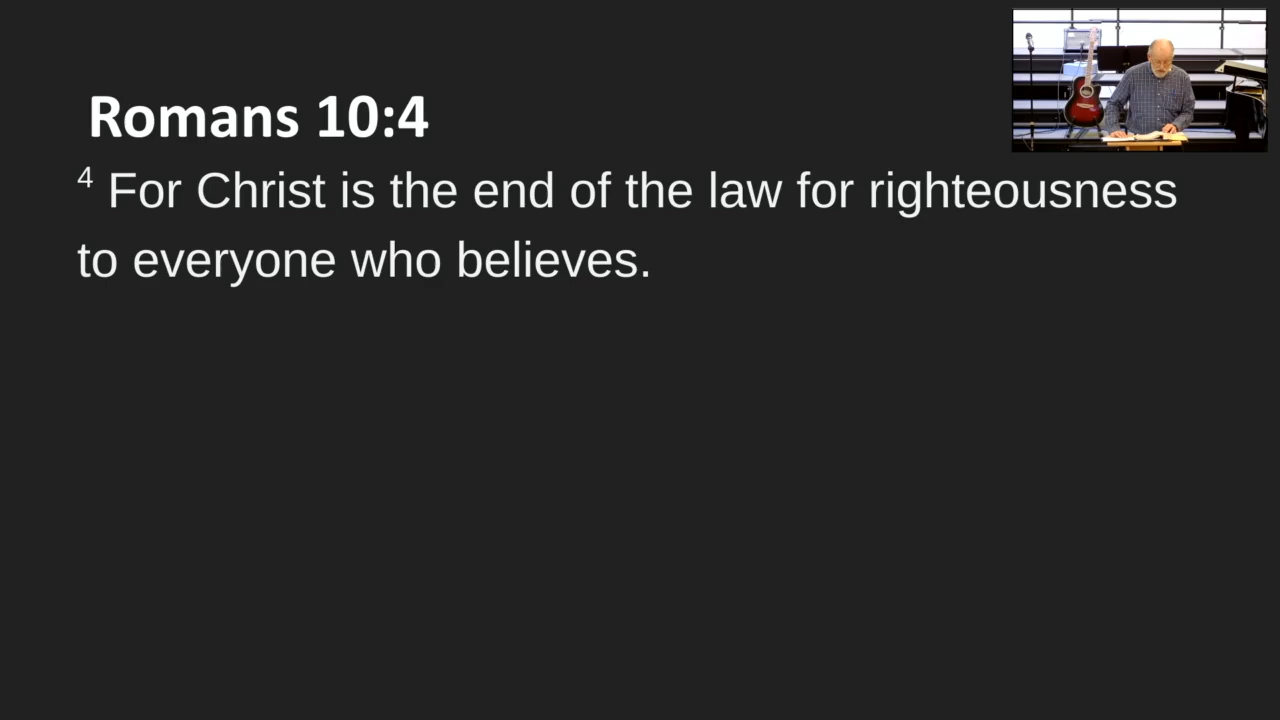 Romans 10:4
4 For Christ is the end of the law for righteousness
to everyone who believes.